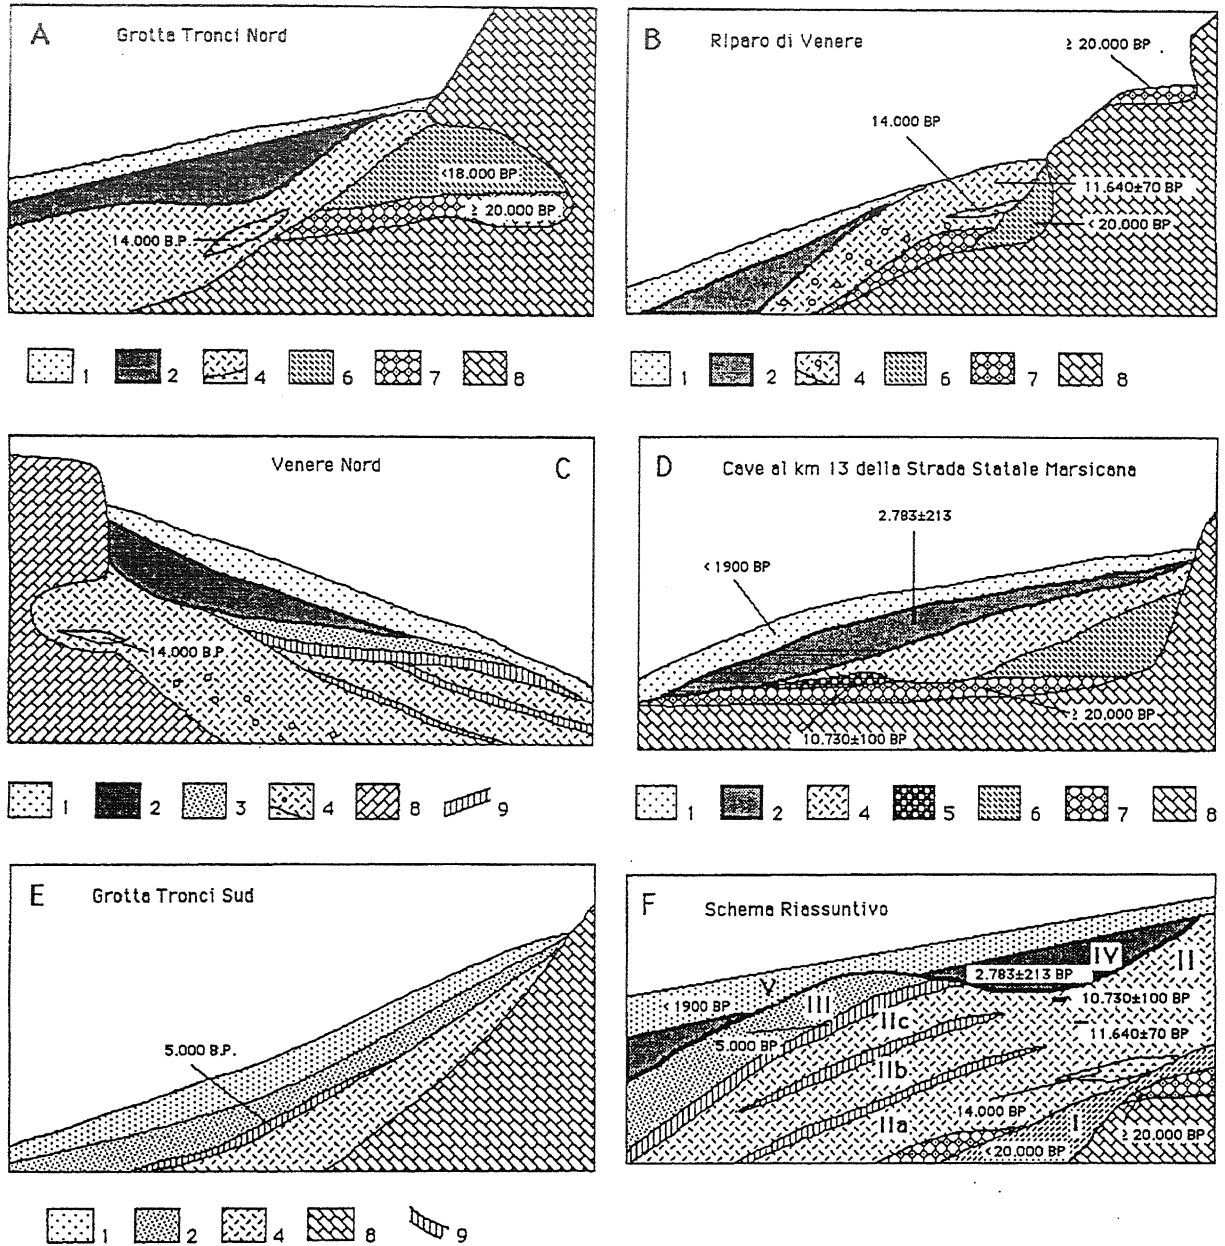 A Grotta Tronci Nord
<18.000 BP
≥ 20.000 BP
14.000 B.P.
1 2 4 6 7 8
B Riparo di Venere
≥ 20.000 BP
14.000 BP
11.640±70 BP
< 20.000 BP
1 2 4 6 7 8
Venere Nord C
14.000 B.P.
1 2 3 4 8 9
D Cave al km 13 della Strada Statale Marsicana
2.783±213
< 1900 BP
≥ 20.000 BP
10.730±100 BP
1 2 4 5 6 7 8
E Grotta Tronci Sud
5.000 B.P.
1 2 4 8 9
F Schema Riassuntivo
IV
II
2.783±213 BP
V
10.730±100 BP
< 1900 BP
III
IIc
11.640±70 BP
5.000 BP
IIb
14.000 BP
IIa
I
≥ 20.000 BP
<20.000 BP